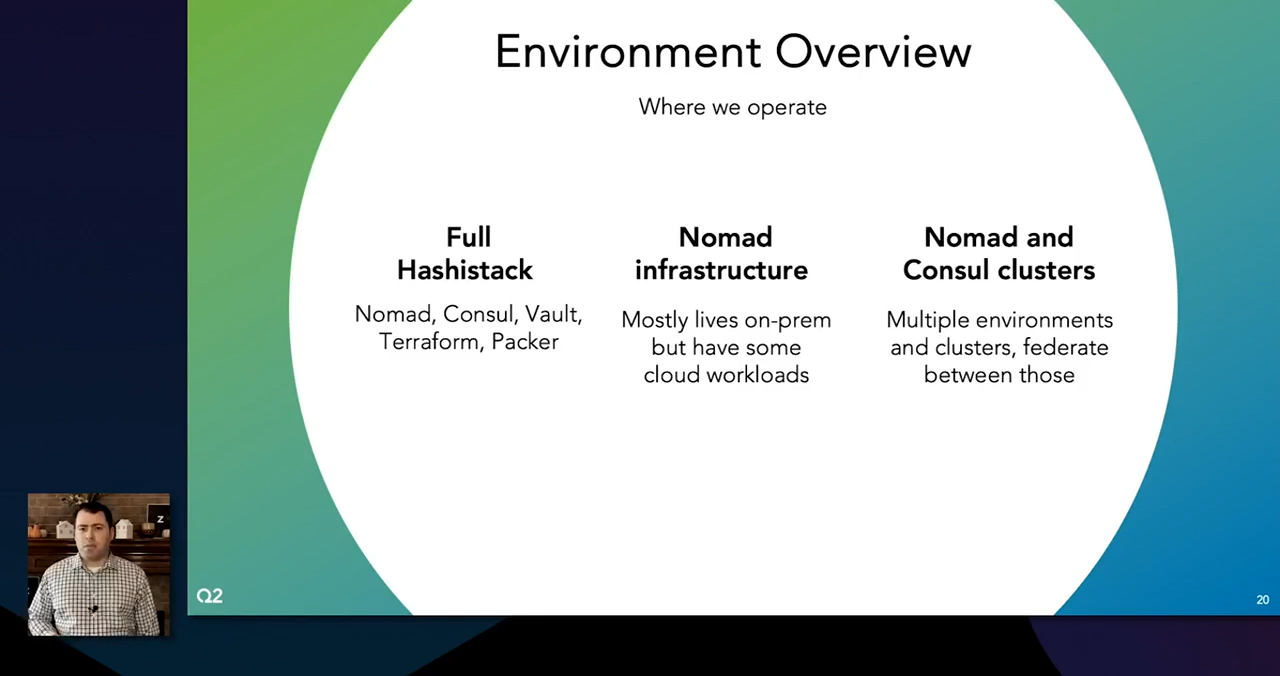 Environment Overview
Where we operate
Full
Hashistack
Nomad, Consul, Vault,
Terraform, Packer
Nomad
infrastructure
Mostly lives on-prem
but have some
cloud workloads
Nomad and
Consul clusters
Multiple environments
and clusters, federate
between those
Z
Q2
20